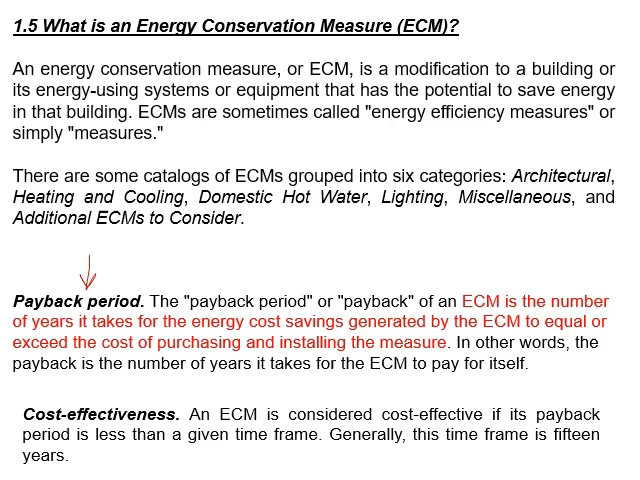 1.5 What is an Energy Conservation Measure (ECM)?
An energy conservation measure, or ECM, is a modification to a building or
its energy-using systems or equipment that has the potential to save energy
in that building. ECMs are sometimes called "energy efficiency measures" or
simply "measures."
There are some catalogs of ECMs grouped into six categories: Architectural,
Heating and Cooling, Domestic Hot Water, Lighting, Miscellaneous, and
Additional ECMs to Consider.
Payback period. The "payback period" or "payback" of an ECM is the number
of years it takes for the energy cost savings generated by the ECM to equal or
exceed the cost of purchasing and installing the measure. In other words, the
payback is the number of years it takes for the ECM to pay for itself.
Cost-effectiveness. An ECM is considered cost-effective if its payback
period is less than a given time frame. Generally, this time frame is fifteen
years.